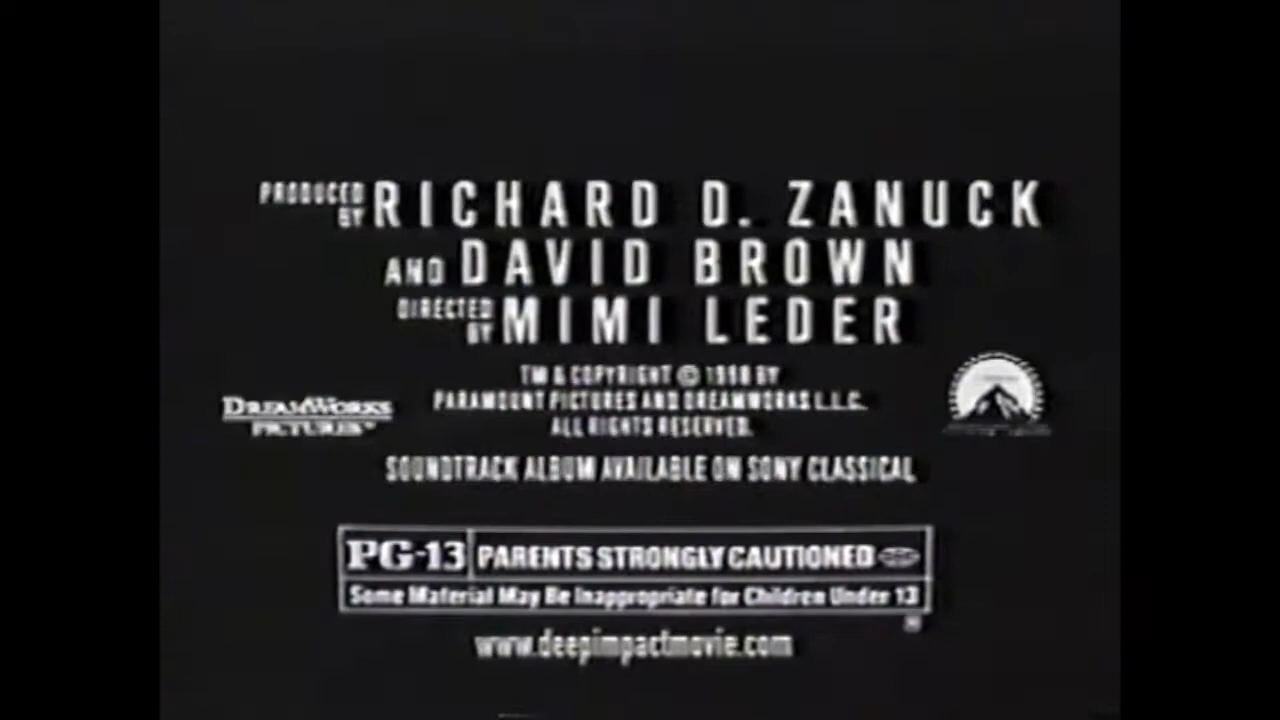 PRODUCED BY RICHARD D. ZANUCK
AND DAVID BROWN
DIRECTED BY MIMI LEDER
TM & COPYRIGHT © 1998 BY
PARAMOUNT PICTURES AND DREAMWORKS L.L.C.
ALL RIGHTS RESERVED.
DREAMWORKS
PICTURES
SOUNDTRACK ALBUM AVAILABLE ON SONY CLASSICAL
PG-13 PARENTS STRONGLY CAUTIONED
Some Material May Be Inappropriate for Children Under 13
www.deepimpactmovie.com